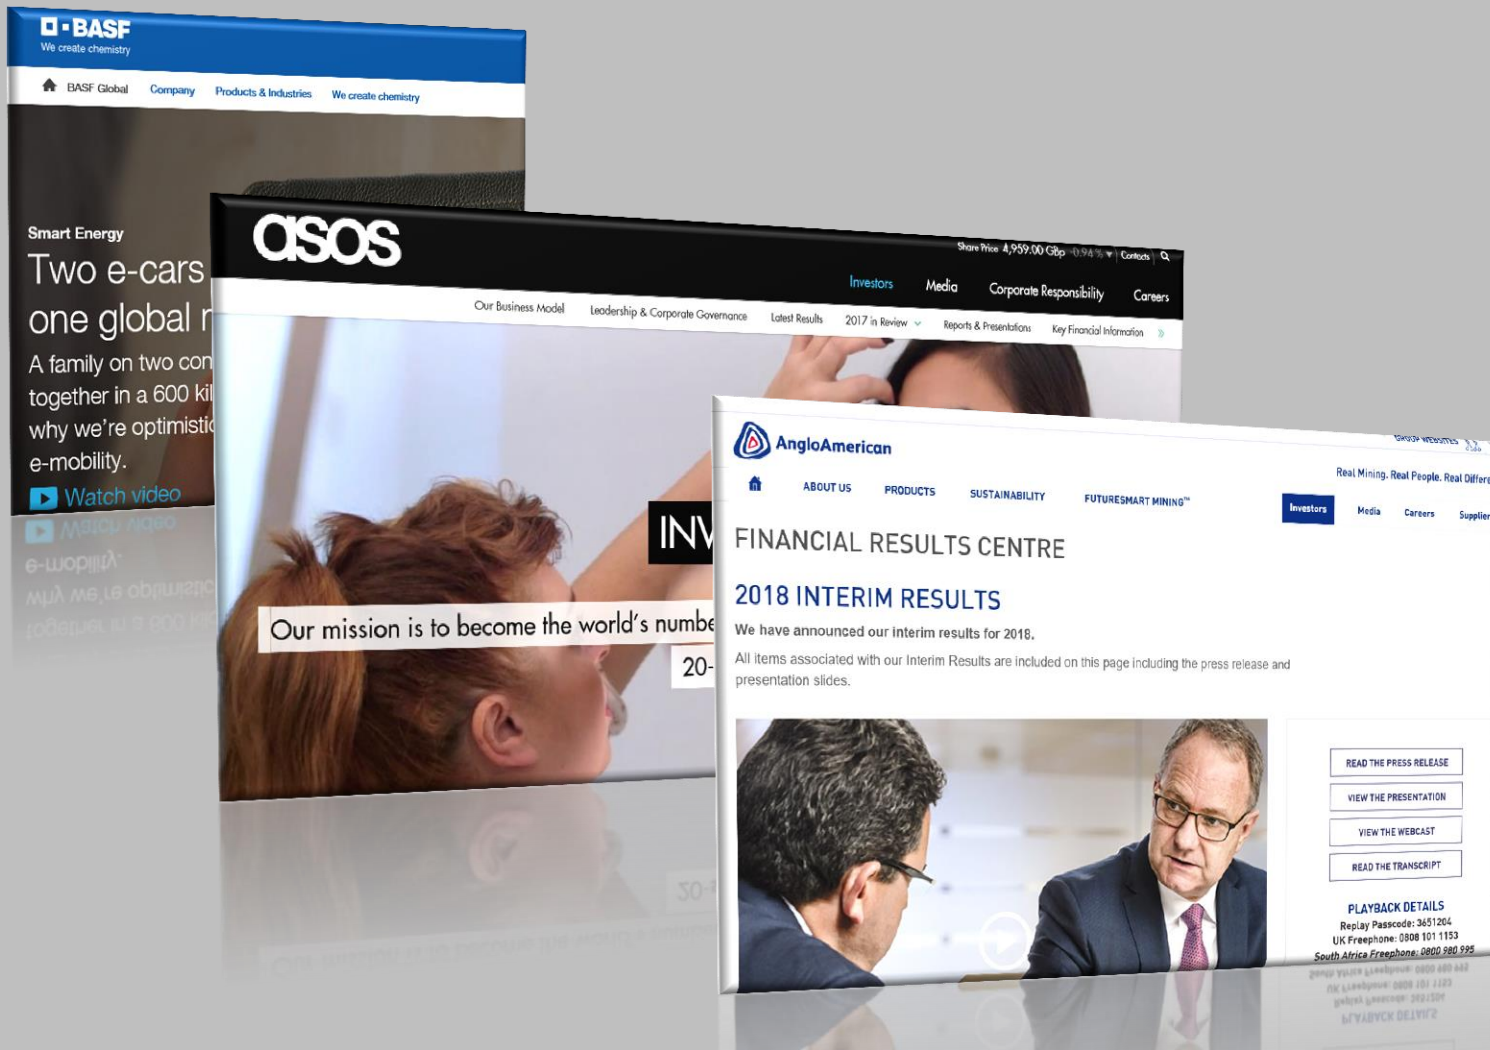 BASF
We create chemistry
BASF Global Company Products & Industries We create chemistry
Smart Energy
Two e-cars
one global
A family on two con
together in a 600 kil
why we're optimistic
e-mobility.
Watch video
asos
Share Price 4,959.00 GBp -0.94 % Contacts
Investors Media Corporate Responsibility Careers
Our Business Model Leadership & Corporate Governance Latest Results 2017 in Review Reports & Presentations Key Financial Information »
INV
Our mission is to become the world's numbe
20-
AngloAmerican
GROUP WEBSITES
Real Mining. Real People. Real Differe
ABOUT US PRODUCTS SUSTAINABILITY FUTURESMART MINING™ Investors Media Careers Supplier
FINANCIAL RESULTS CENTRE
2018 INTERIM RESULTS
We have announced our interim results for 2018.
All items associated with our Interim Results are included on this page including the press release and
presentation slides.
READ THE PRESS RELEASE
VIEW THE PRESENTATION
VIEW THE WEBCAST
READ THE TRANSCRIPT
PLAYBACK DETAILS
Replay Passcode: 3651204
UK Freephone: 0808 101 1153
South Africa Freephone: 0800 980 995